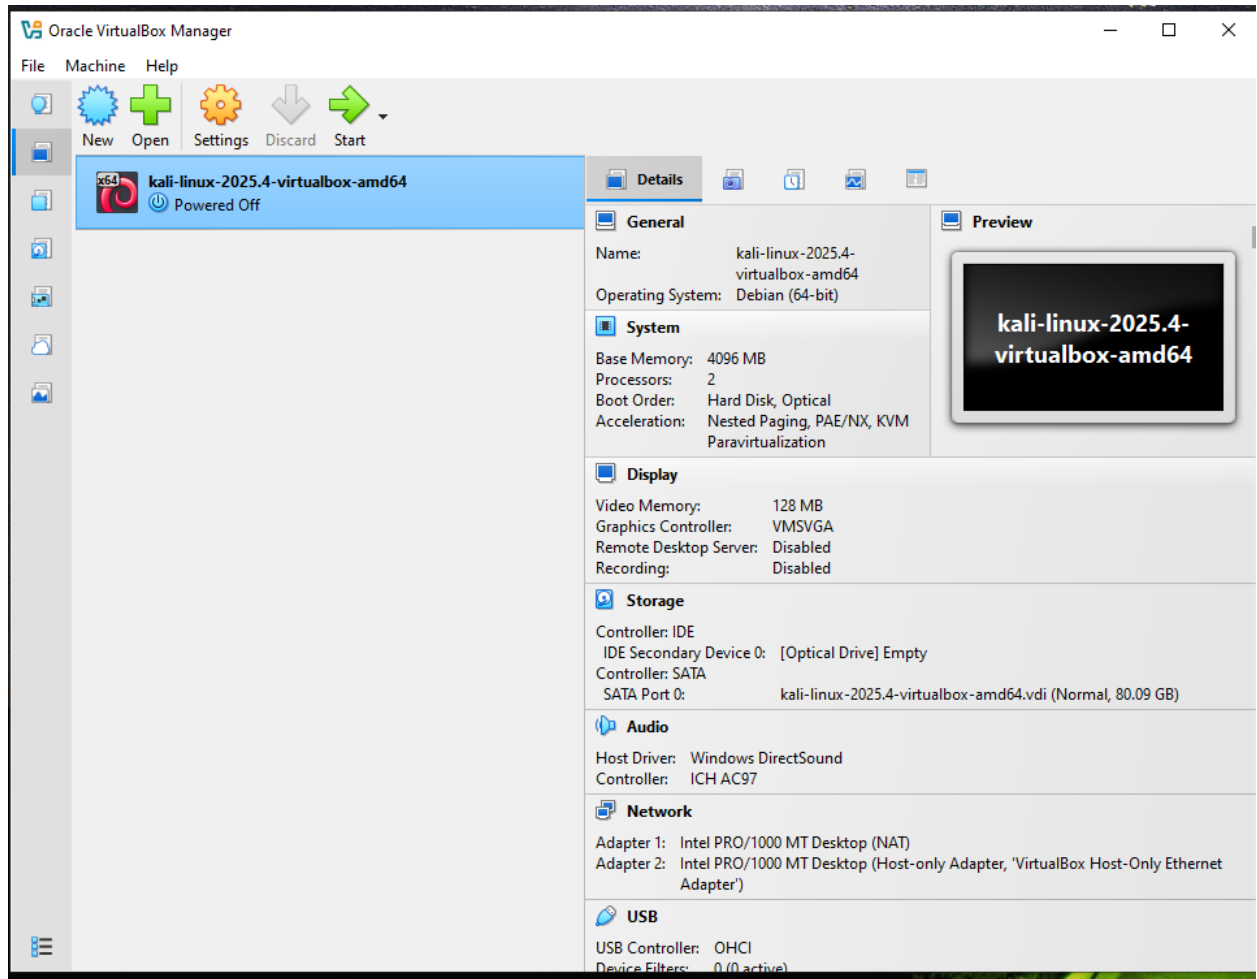 Oracle VirtualBox Manager
File Machine Help
New Open Settings Discard Start
x64
kali-linux-2025.4-virtualbox-amd64
Powered Off
Details
General
Name: kali-linux-2025.4-
virtualbox-amd64
Operating System: Debian (64-bit)
System
Base Memory: 4096 MB
Processors: 2
Boot Order: Hard Disk, Optical
Acceleration: Nested Paging, PAE/NX, KVM
Paravirtualization
Preview
kali-linux-2025.4-
virtualbox-amd64
Display
Video Memory: 128 MB
Graphics Controller: VMSVGA
Remote Desktop Server: Disabled
Recording: Disabled
Storage
Controller: IDE
IDE Secondary Device 0: [Optical Drive] Empty
Controller: SATA
SATA Port 0: kali-linux-2025.4-virtualbox-amd64.vdi (Normal, 80.09 GB)
Audio
Host Driver: Windows DirectSound
Controller: ICH AC97
Network
Adapter 1: Intel PRO/1000 MT Desktop (NAT)
Adapter 2: Intel PRO/1000 MT Desktop (Host-only Adapter, 'VirtualBox Host-Only Ethernet
Adapter')
USB
USB Controller: OHCI
Device Filters: 0 (0 active)